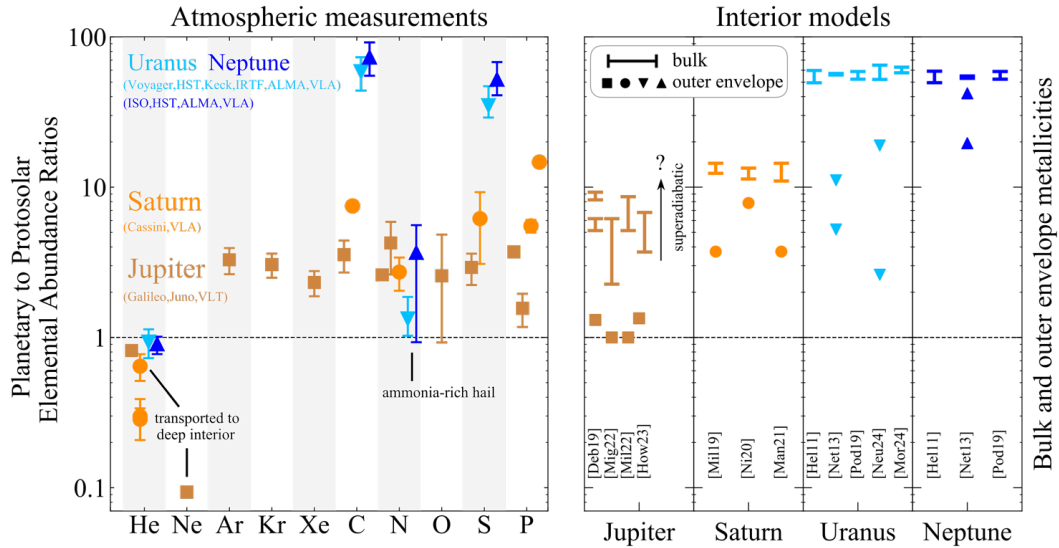 Atmospheric measurements
Interior models
Planetary to Protosolar
Elemental Abundance Ratios
100
10
1
0.1
Uranus Neptune
(Voyager,HST,Keck,IRTF,ALMA,VLA)
(ISO,HST,ALMA,VLA)
Saturn
(Cassini,VLA)
Jupiter
(Galileo,Juno,VLT)
transported to
deep interior
ammonia-rich hail
He Ne Ar Kr Xe C N O S P
bulk
outer envelope
?
superadiabatic
[Deb19]
[Mig22]
[Mil22]
[How23]
[Mil19]
[Ni20]
[Man21]
[Hel11]
[Net13]
[Pod19]
[Neu24]
[Mor24]
[Hel11]
[Net13]
[Pod19]
Jupiter Saturn Uranus Neptune
Bulk and outer envelope metallicities